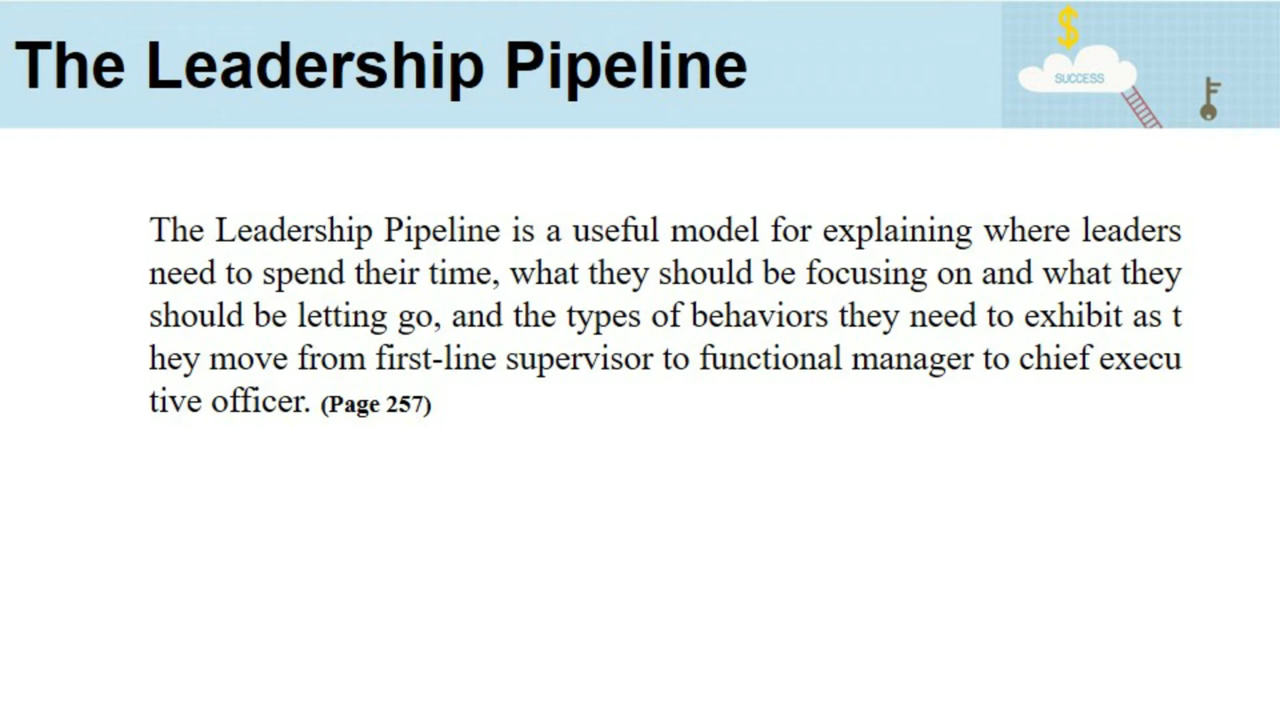 The Leadership Pipeline
$
SUCCESS
The Leadership Pipeline is a useful model for explaining where leaders
need to spend their time, what they should be focusing on and what they
should be letting go, and the types of behaviors they need to exhibit as t
hey move from first-line supervisor to functional manager to chief execu
tive officer. (Page 257)